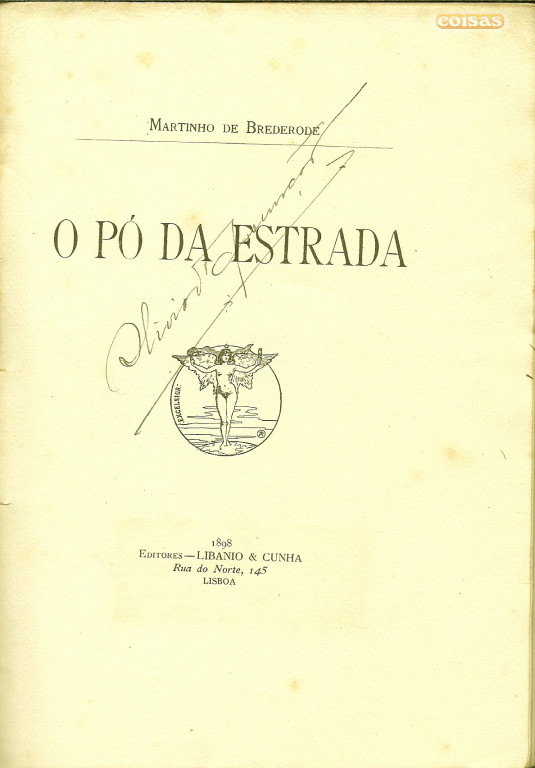 coisas
MARTINHO DE BREDERODE
O PÓ DA ESTRADA
EXCELSIOR
1898
EDITORES—LIBANIO & CUNHA
Rua do Norte, 145
LISBOA